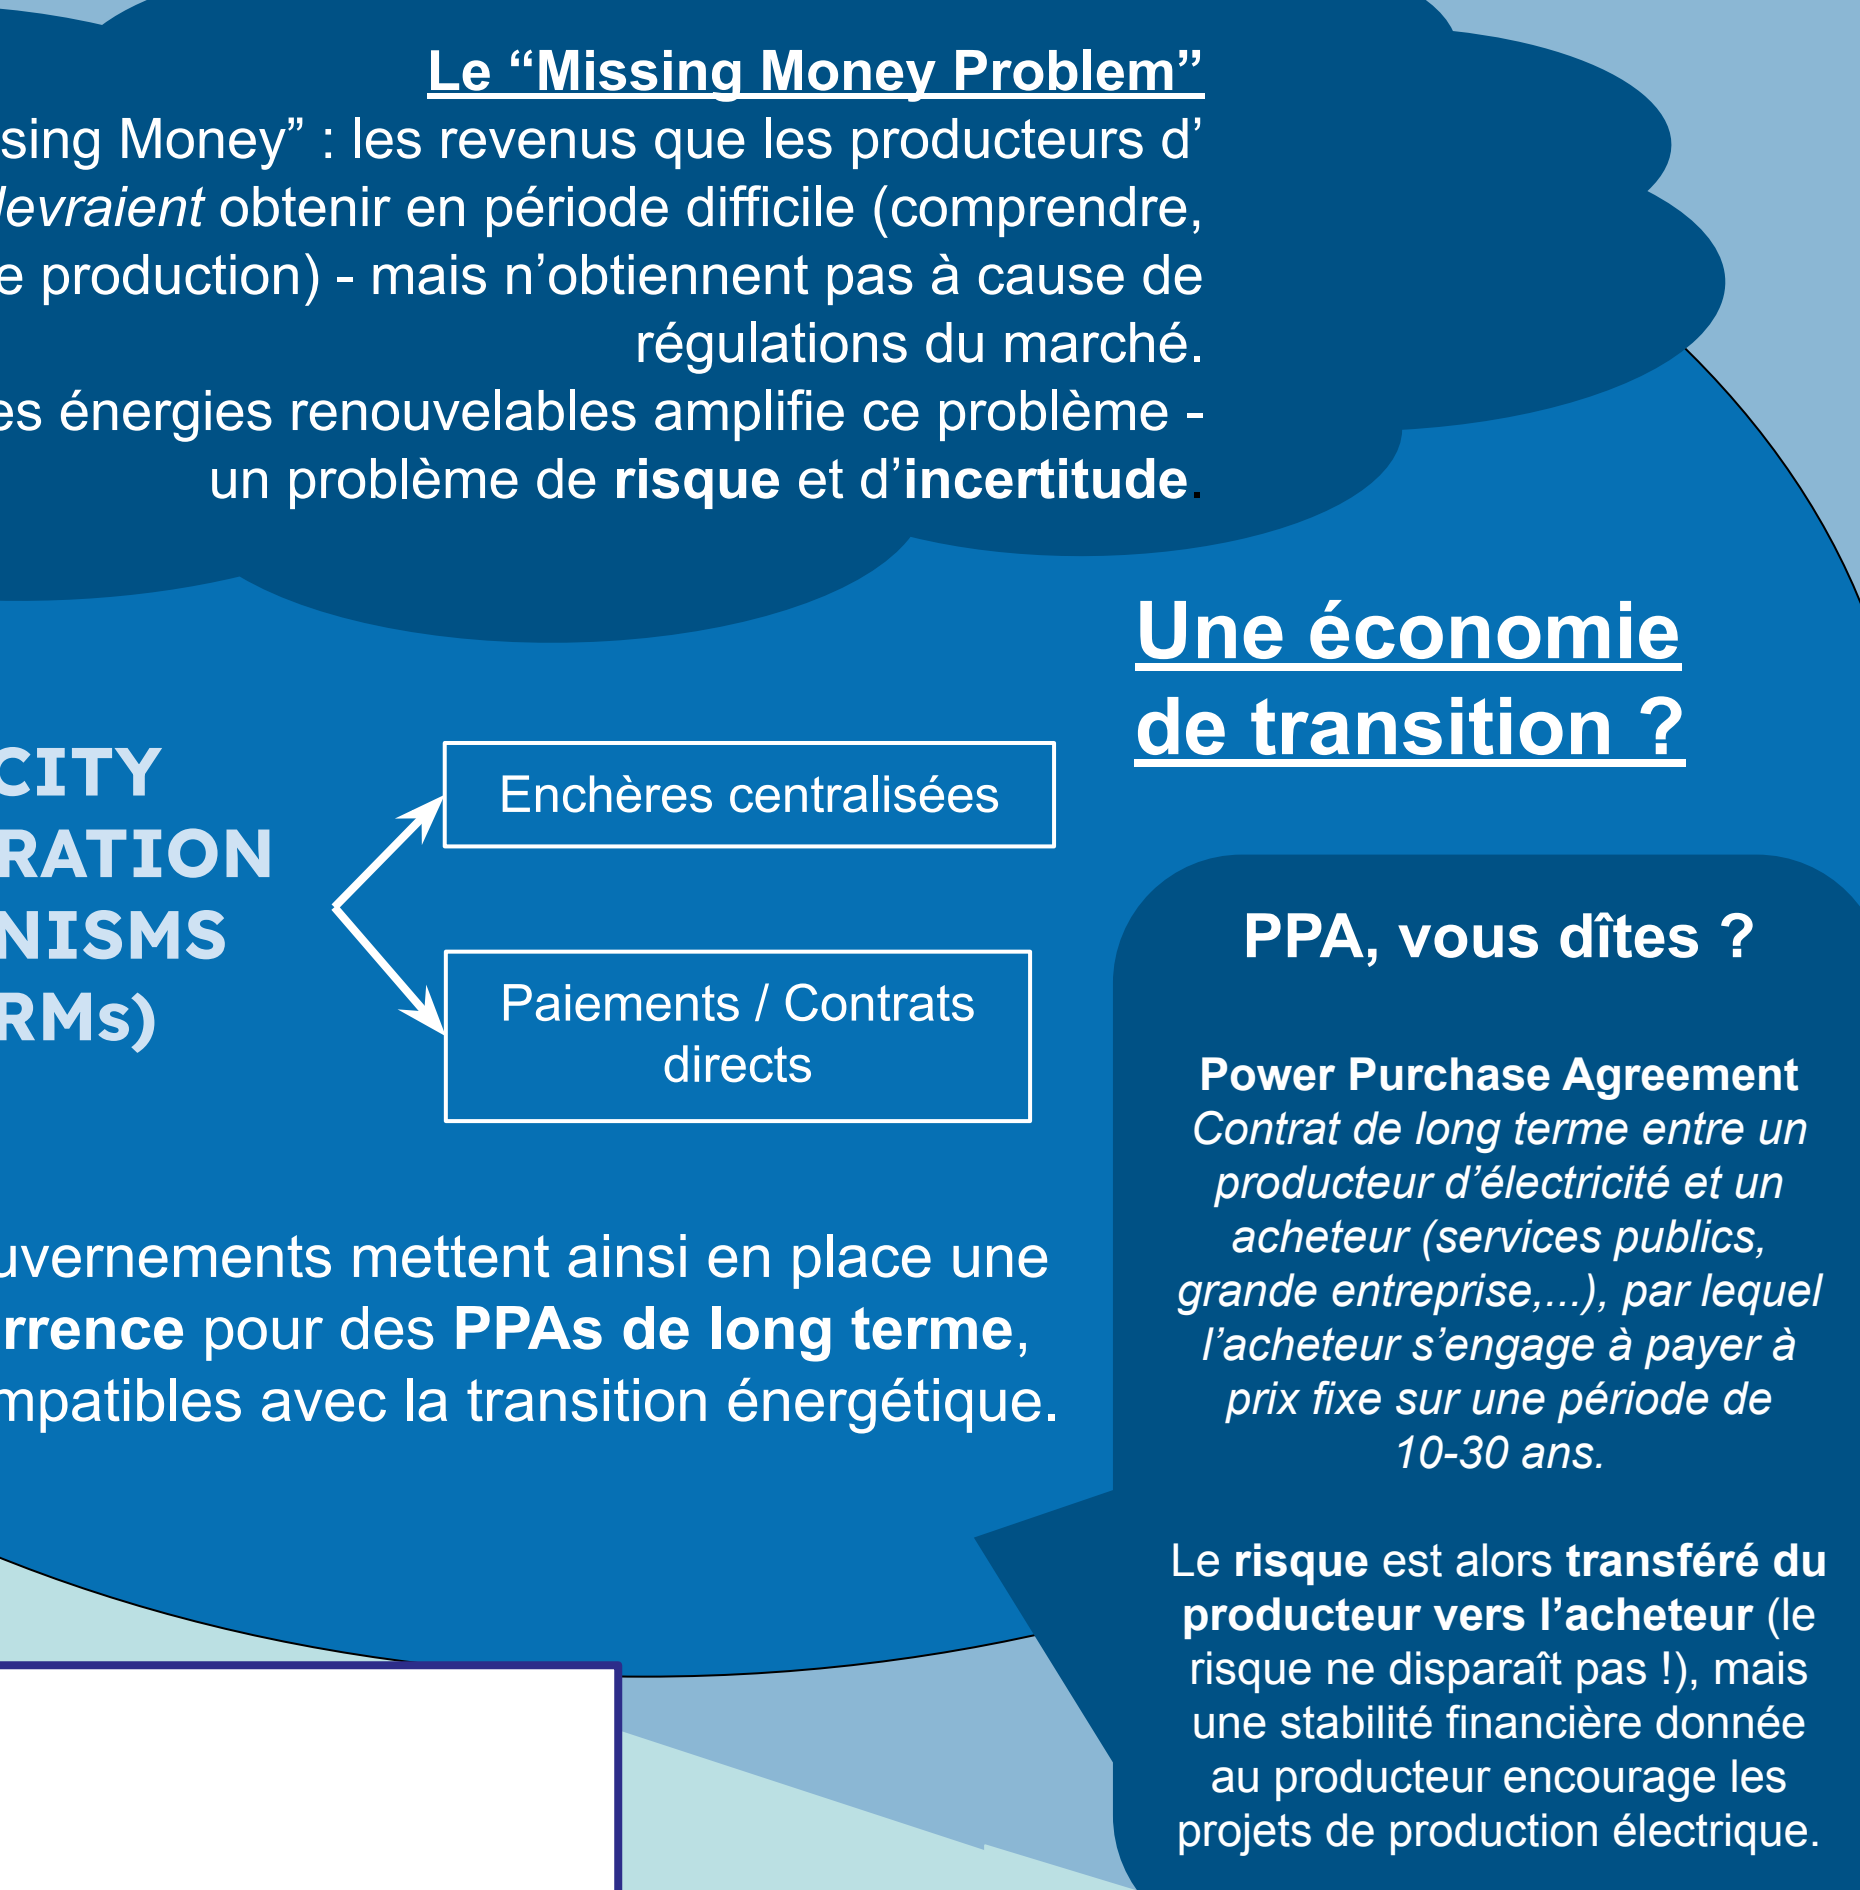 Le “Missing Money Problem”
sing Money” : les revenus que les producteurs d’
devraient obtenir en période difficile (comprendre,
e production) - mais n’obtiennent pas à cause de
régulations du marché.
es énergies renouvelables amplifie ce problème -
un problème de risque et d’incertitude.
Une économie
de transition ?
CITY
RATION
NISMS
RMs)
Enchères centralisées
Paiements / Contrats
directs
uvernements mettent ainsi en place une
rrence pour des PPAs de long terme,
mpatibles avec la transition énergétique.
PPA, vous dîtes ?
Power Purchase Agreement
Contrat de long terme entre un
producteur d’électricité et un
acheteur (services publics,
grande entreprise,...), par lequel
l’acheteur s’engage à payer à
prix fixe sur une période de
10-30 ans.
Le risque est alors transféré du
producteur vers l’acheteur (le
risque ne disparaît pas !), mais
une stabilité financière donnée
au producteur encourage les
projets de production électrique.